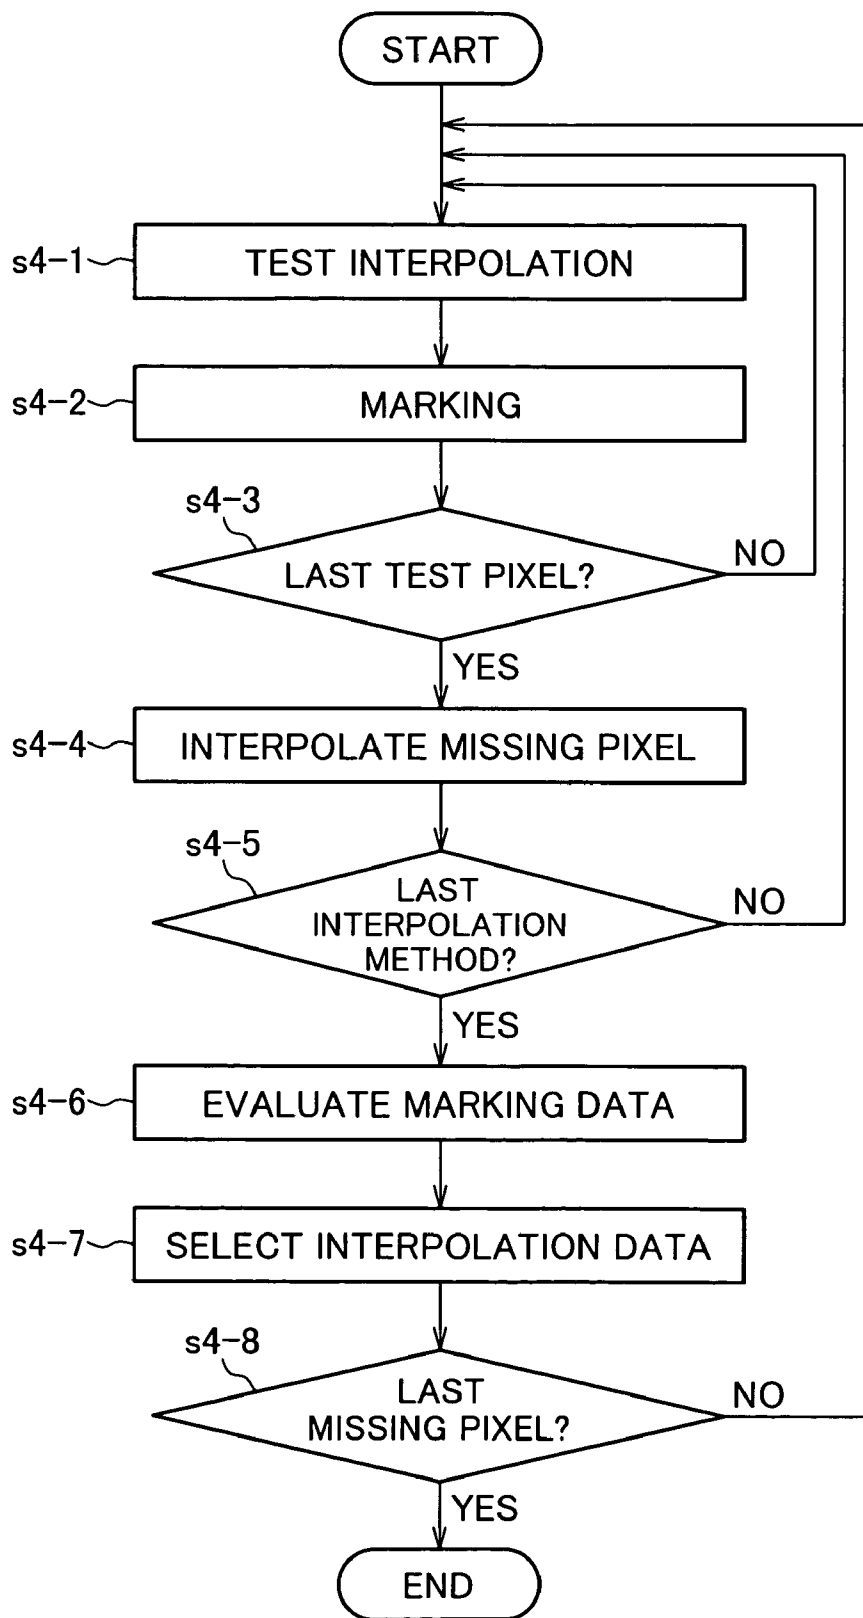 START
s4-1
TEST INTERPOLATION
s4-2
MARKING
s4-3
LAST TEST PIXEL?
NO
YES
s4-4
INTERPOLATE MISSING PIXEL
s4-5
LAST
INTERPOLATION
METHOD?
NO
YES
s4-6
EVALUATE MARKING DATA
s4-7
SELECT INTERPOLATION DATA
s4-8
LAST
MISSING PIXEL?
NO
YES
END